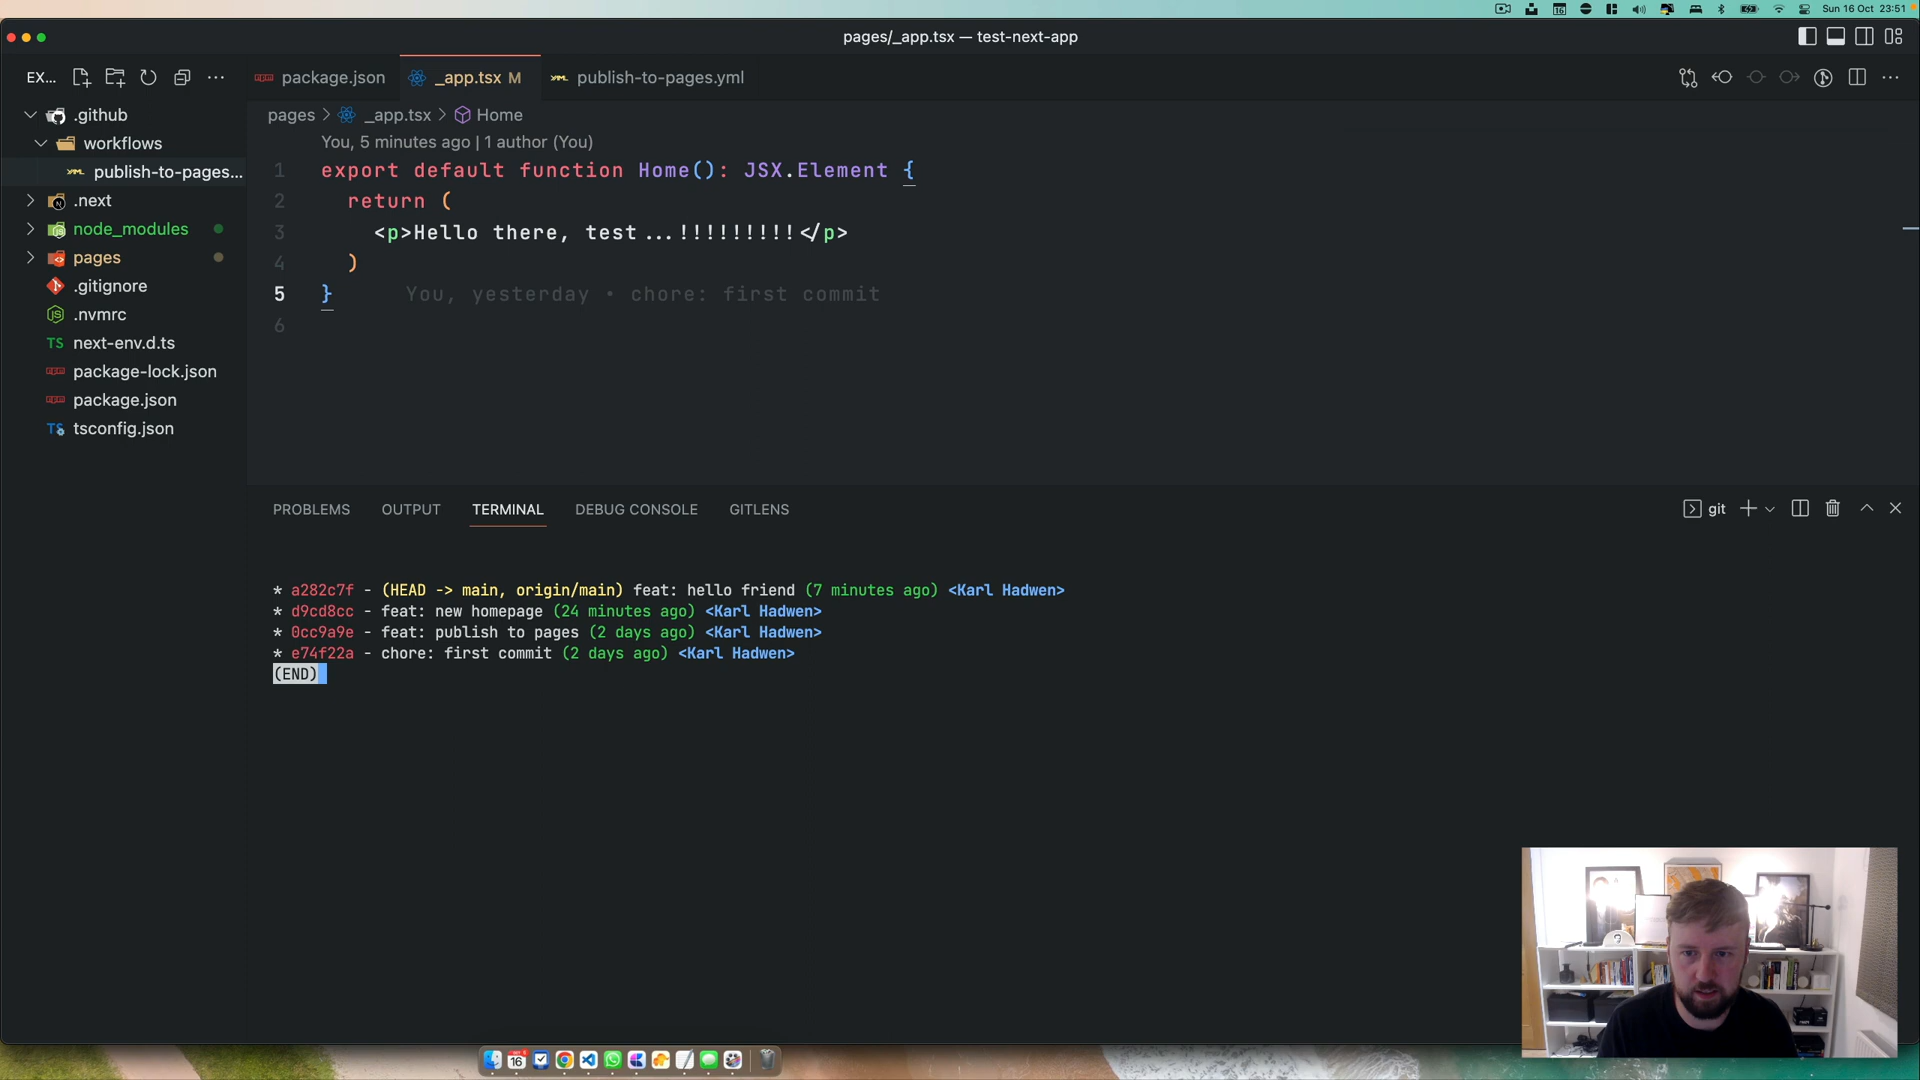 Sun 16 Oct 23:51
pages/_app.tsx — test-next-app
EX...
package.json
_app.tsx M
publish-to-pages.yml
.github
workflows
publish-to-pages...
.next
node_modules
pages
.gitignore
.nvmrc
TS next-env.d.ts
package-lock.json
package.json
TS tsconfig.json
pages > _app.tsx > Home
You, 5 minutes ago | 1 author (You)
1 export default function Home(): JSX.Element {
2 return (
3 <p>Hello there, test...!!!!!!!!!</p>
4 )
5 } You, yesterday • chore: first commit
6
PROBLEMS OUTPUT TERMINAL DEBUG CONSOLE GITLENS
git
* a282c7f - (HEAD -> main, origin/main) feat: hello friend (7 minutes ago) <Karl Hadwen>
* d9cd8cc - feat: new homepage (24 minutes ago) <Karl Hadwen>
* 0cc9a9e - feat: publish to pages (2 days ago) <Karl Hadwen>
* e74f22a - chore: first commit (2 days ago) <Karl Hadwen>
(END)
16